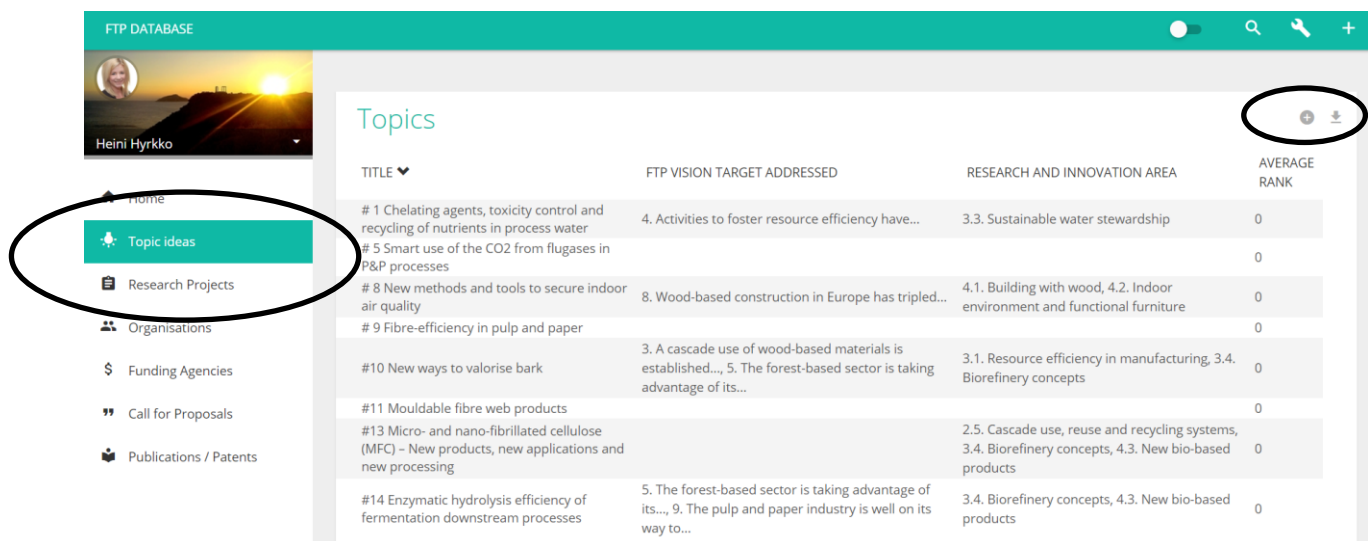 FTP DATABASE
Heini Hyrkko
Home
Topic ideas
Research Projects
Organisations
Funding Agencies
Call for Proposals
Publications / Patents
Topics
TITLE
FTP VISION TARGET ADDRESSED
RESEARCH AND INNOVATION AREA
AVERAGE
RANK
# 1 Chelating agents, toxicity control and
recycling of nutrients in process water
4. Activities to foster resource efficiency have...
3.3. Sustainable water stewardship
0
# 5 Smart use of the CO2 from flugases in
P&P processes
0
# 8 New methods and tools to secure indoor
air quality
8. Wood-based construction in Europe has tripled...
4.1. Building with wood, 4.2. Indoor
environment and functional furniture
0
# 9 Fibre-efficiency in pulp and paper
0
#10 New ways to valorise bark
3. A cascade use of wood-based materials is
established..., 5. The forest-based sector is taking
advantage of its...
3.1. Resource efficiency in manufacturing, 3.4.
Biorefinery concepts
0
#11 Mouldable fibre web products
0
#13 Micro- and nano-fibrillated cellulose
(MFC) – New products, new applications and
new processing
2.5. Cascade use, reuse and recycling systems,
3.4. Biorefinery concepts, 4.3. New bio-based
products
0
#14 Enzymatic hydrolysis efficiency of
fermentation downstream processes
5. The forest-based sector is taking advantage of
its..., 9. The pulp and paper industry is well on its
way to...
3.4. Biorefinery concepts, 4.3. New bio-based
products
0